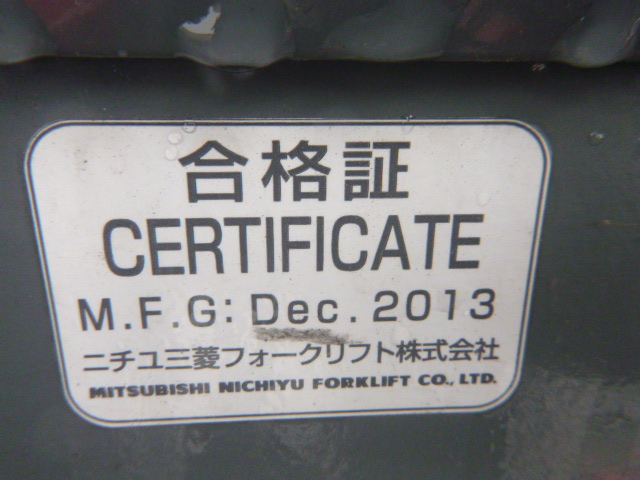 合格証
CERTIFICATE
M.F.G: Dec. 2013
ニチユ三菱フォークリフト株式会社
MITSUBISHI NICHIYU FORKLIFT CO., LTD.